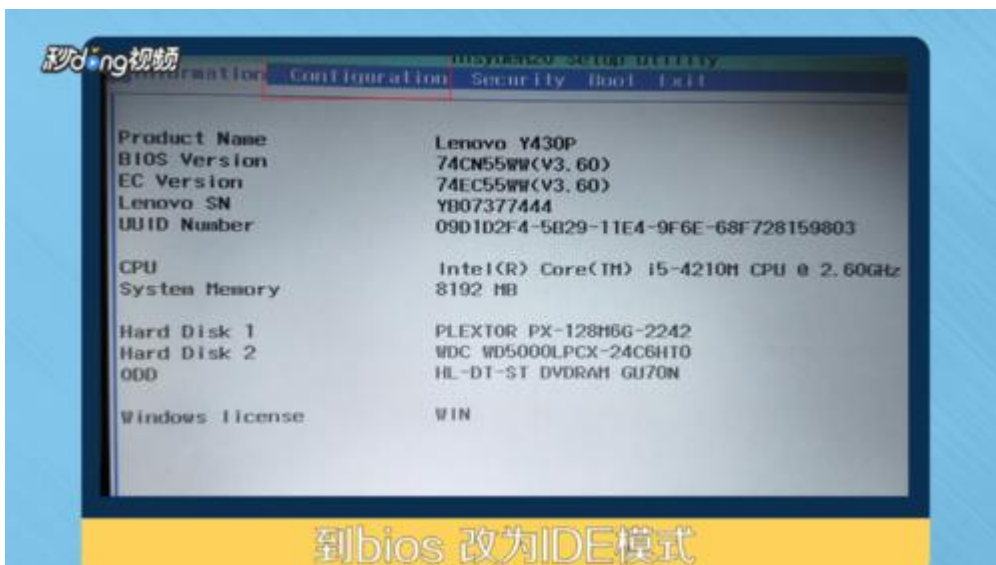 秒dong视频
InsydeH20 Setup Utility
Information Configuration Security Boot Exit
Product Name Lenovo Y430P
BIOS Version 74CN55WW(V3.60)
EC Version 74EC55WW(V3.60)
Lenovo SN YB07377444
UUID Number 09D1D2F4-5B29-11E4-9F6E-68F728159803
CPU Intel(R) Core(TM) i5-4210M CPU @ 2.60GHz
System Memory 8192 MB
Hard Disk 1 PLEXTOR PX-128M6G-2242
Hard Disk 2 WDC WD5000LPCX-24C6HT0
ODD HL-DT-ST DVDRAM GU70N
Windows license WIN
到bios 改为IDE模式